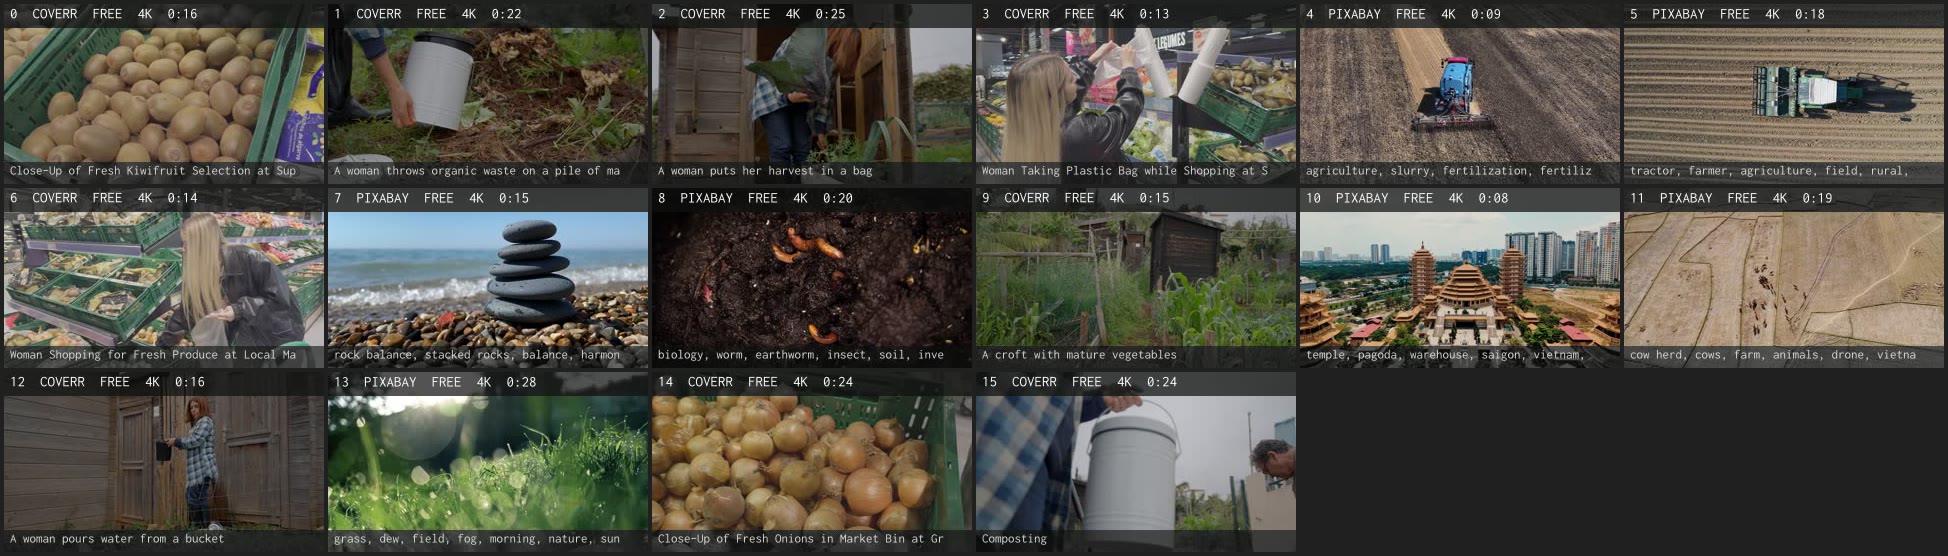 0 COVERR FREE 4K 0:16
1 COVERR FREE 4K 0:22
2 COVERR FREE 4K 0:25
3 COVERR FREE 4K 0:13
4 PIXABAY FREE 4K 0:09
5 PIXABAY FREE 4K 0:18
LEGUMES
Close-Up of Fresh Kiwifruit Selection at Sup
A woman throws organic waste on a pile of ma
A woman puts her harvest in a bag
Woman Taking Plastic Bag while Shopping at S
agriculture, slurry, fertilization, fertiliz
tractor, farmer, agriculture, field, rural,
6 COVERR FREE 4K 0:14
7 PIXABAY FREE 4K 0:15
8 PIXABAY FREE 4K 0:20
9 COVERR FREE 4K 0:15
10 PIXABAY FREE 4K 0:08
11 PIXABAY FREE 4K 0:19
Woman Shopping for Fresh Produce at Local Ma
rock balance, stacked rocks, balance, harmon
biology, worm, earthworm, insect, soil, inve
A croft with mature vegetables
temple, pagoda, warehouse, saigon, vietnam,
cow herd, cows, farm, animals, drone, vietna
12 COVERR FREE 4K 0:16
13 PIXABAY FREE 4K 0:28
14 COVERR FREE 4K 0:24
15 COVERR FREE 4K 0:24
A woman pours water from a bucket
grass, dew, field, fog, morning, nature, sun
Close-Up of Fresh Onions in Market Bin at Gr
Composting